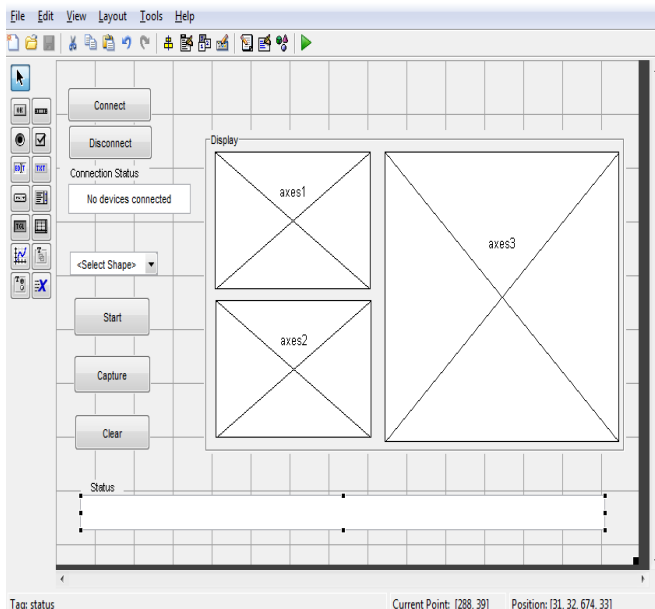 File Edit View Layout Tools Help
Connect
Disconnect
Connection Status
No devices connected
<Select Shape>
Start
Capture
Clear
Display
axes1
axes2
axes3
Status
Tag: status
Current Point: [288, 39]
Position: [31, 32, 674, 33]